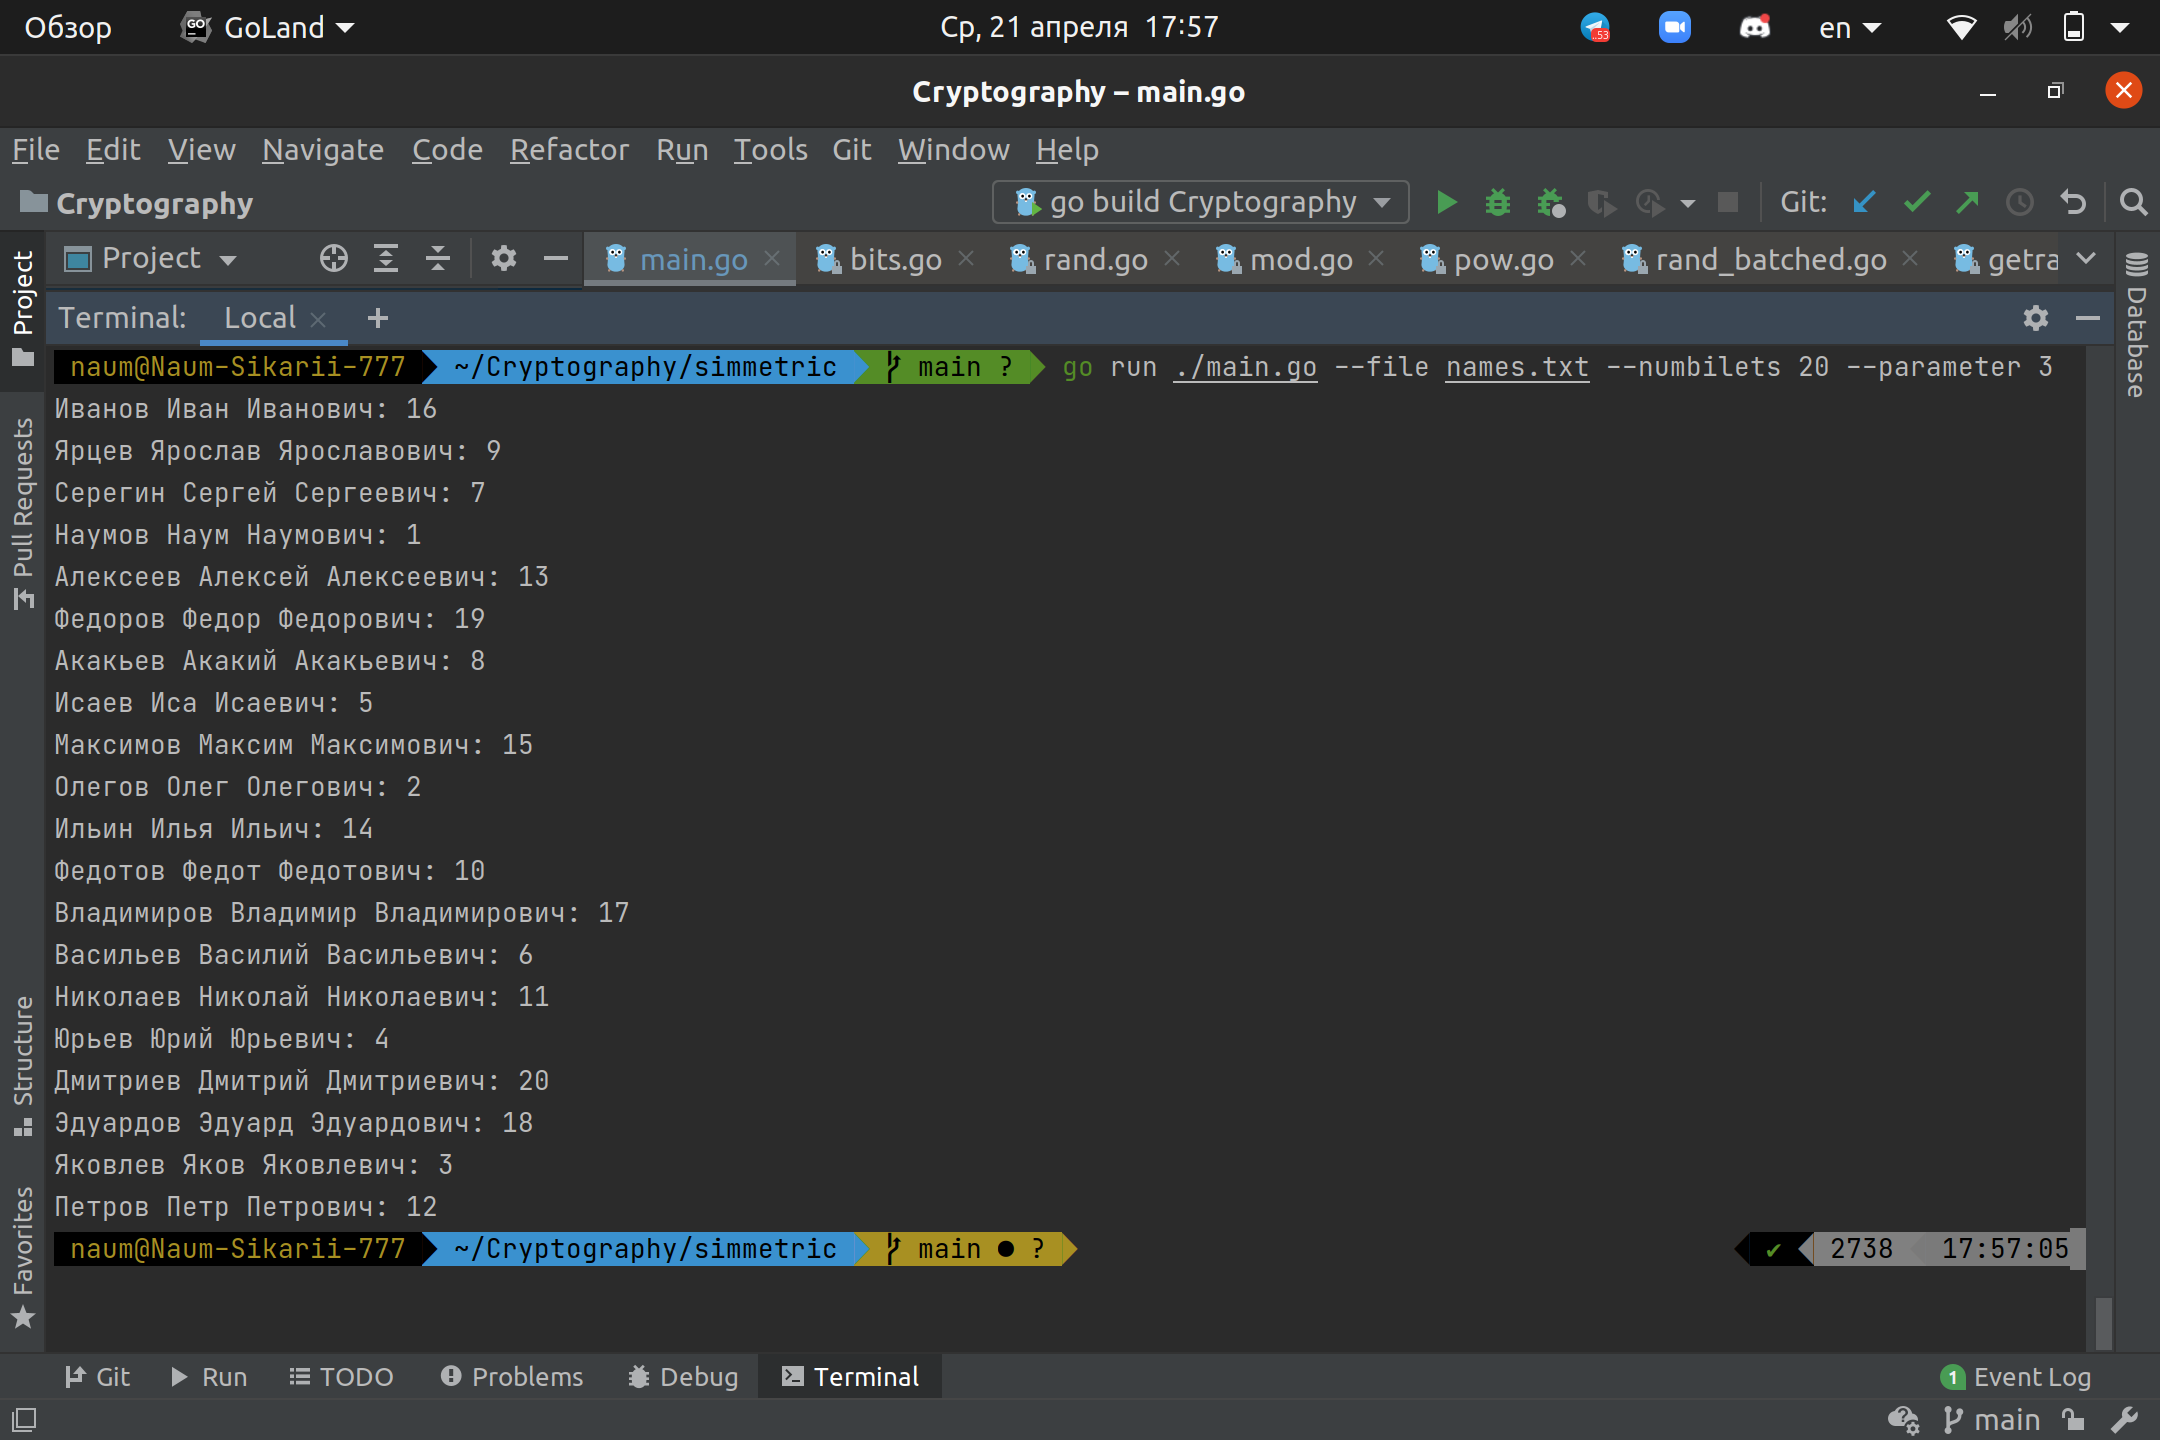 Обзор GoLand Ср, 21 апреля 17:57 en
Cryptography – main.go
File Edit View Navigate Code Refactor Run Tools Git Window Help
Cryptography go build Cryptography Git:
Project main.go bits.go rand.go mod.go pow.go rand_batched.go getra
Terminal: Local +
naum@Naum-Sikarii-777 ~/Cryptography/simmetric main ? go run ./main.go --file names.txt --numbilets 20 --parameter 3
Иванов Иван Иванович: 16
Ярцев Ярослав Ярославович: 9
Серегин Сергей Сергеевич: 7
Наумов Наум Наумович: 1
Алексеев Алексей Алексеевич: 13
Федоров Федор Федорович: 19
Акакьев Акакий Акакьевич: 8
Исаев Иса Исаевич: 5
Максимов Максим Максимович: 15
Олегов Олег Олегович: 2
Ильин Илья Ильич: 14
Федотов Федот Федотович: 10
Владимиров Владимир Владимирович: 17
Васильев Василий Васильевич: 6
Николаев Николай Николаевич: 11
Юрьев Юрий Юрьевич: 4
Дмитриев Дмитрий Дмитриевич: 20
Эдуардов Эдуард Эдуардович: 18
Яковлев Яков Яковлевич: 3
Петров Петр Петрович: 12
naum@Naum-Sikarii-777 ~/Cryptography/simmetric main ● ? ✔ 2738 17:57:05
Project
Pull Requests
Structure
Favorites
Database
Git Run TODO Problems Debug Terminal 1 Event Log
main